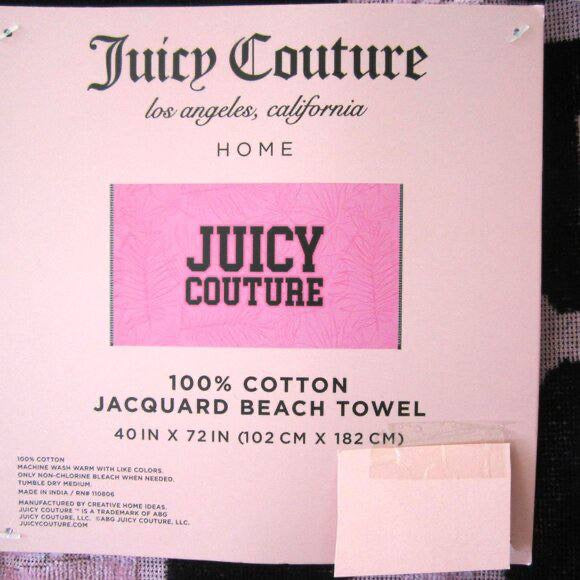 Juicy Couture
los angeles, california
HOME
JUICY
COUTURE
100% COTTON
JACQUARD BEACH TOWEL
40 IN X 72 IN (102 CM X 182 CM)
100% COTTON
MACHINE WASH WARM WITH LIKE COLORS.
ONLY NON-CHLORINE BLEACH WHEN NEEDED.
TUMBLE DRY MEDIUM.
MADE IN INDIA / RN# 110806
MANUFACTURED BY CREATIVE HOME IDEAS.
JUICY COUTURE ™ IS A TRADEMARK OF ABG
JUICY COUTURE, LLC. ©ABG JUICY COUTURE, LLC.
JUICYCOUTURE.COM